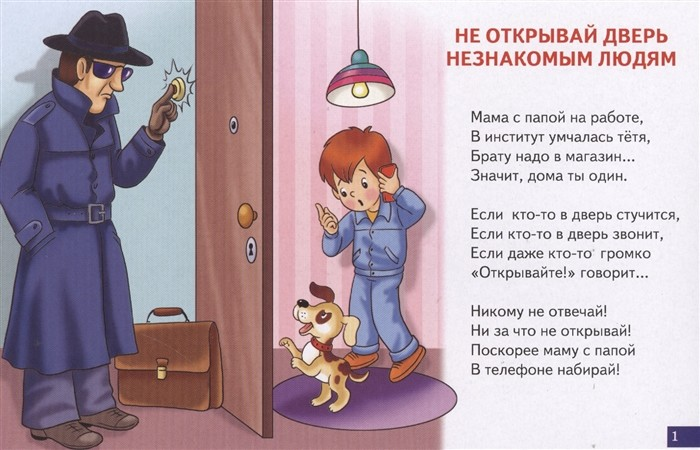 НЕ ОТКРЫВАЙ ДВЕРЬ
НЕЗНАКОМЫМ ЛЮДЯМ
Мама с папой на работе,
В институт умчалась тётя,
Брату надо в магазин...
Значит, дома ты один.
Если кто-то в дверь стучится,
Если кто-то в дверь звонит,
Если даже кто-то громко
«Открывайте!» говорит...
Никому не отвечай!
Ни за что не открывай!
Поскорее маму с папой
В телефоне набирай!
1